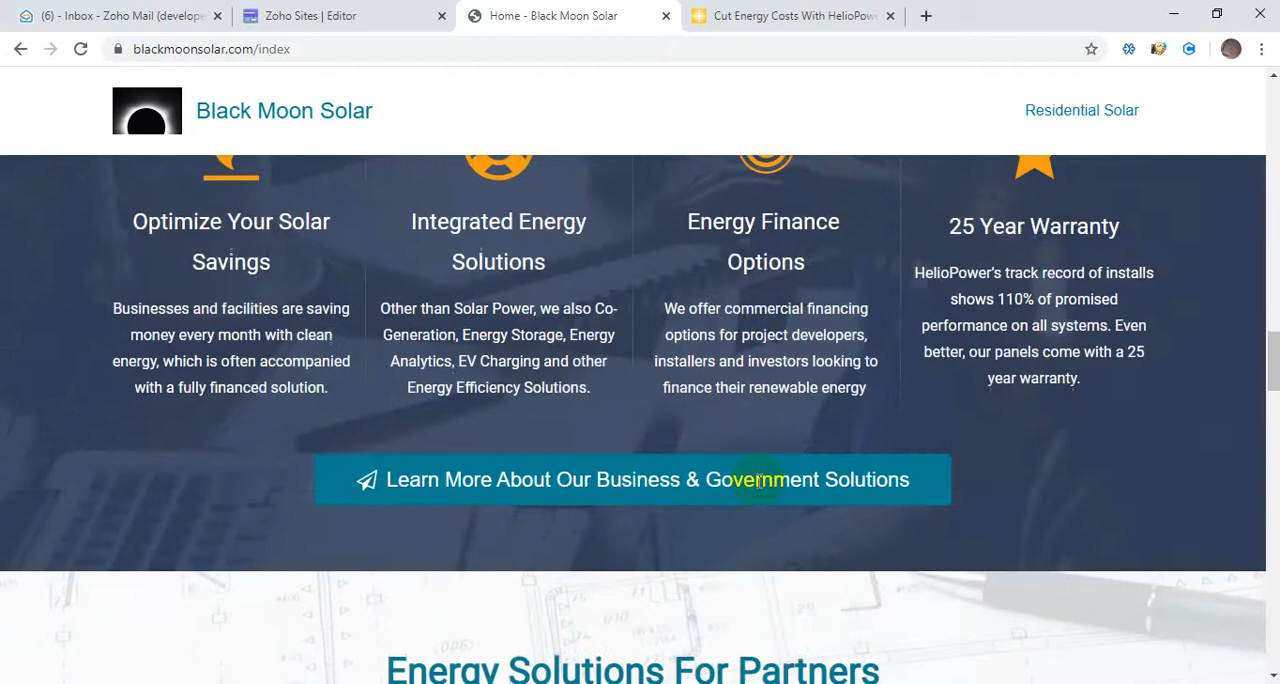 (6) - Inbox - Zoho Mail (develope
Zoho Sites | Editor
Home - Black Moon Solar
Cut Energy Costs With HelioPowe
blackmoonsolar.com/index
Black Moon Solar
Residential Solar
Optimize Your Solar
Savings
Businesses and facilities are saving
money every month with clean
energy, which is often accompanied
with a fully financed solution.
Integrated Energy
Solutions
Other than Solar Power, we also Co-
Generation, Energy Storage, Energy
Analytics, EV Charging and other
Energy Efficiency Solutions.
Energy Finance
Options
We offer commercial financing
options for project developers,
installers and investors looking to
finance their renewable energy
25 Year Warranty
HelioPower's track record of installs
shows 110% of promised
performance on all systems. Even
better, our panels come with a 25
year warranty.
Learn More About Our Business & Government Solutions
Energy Solutions For Partners